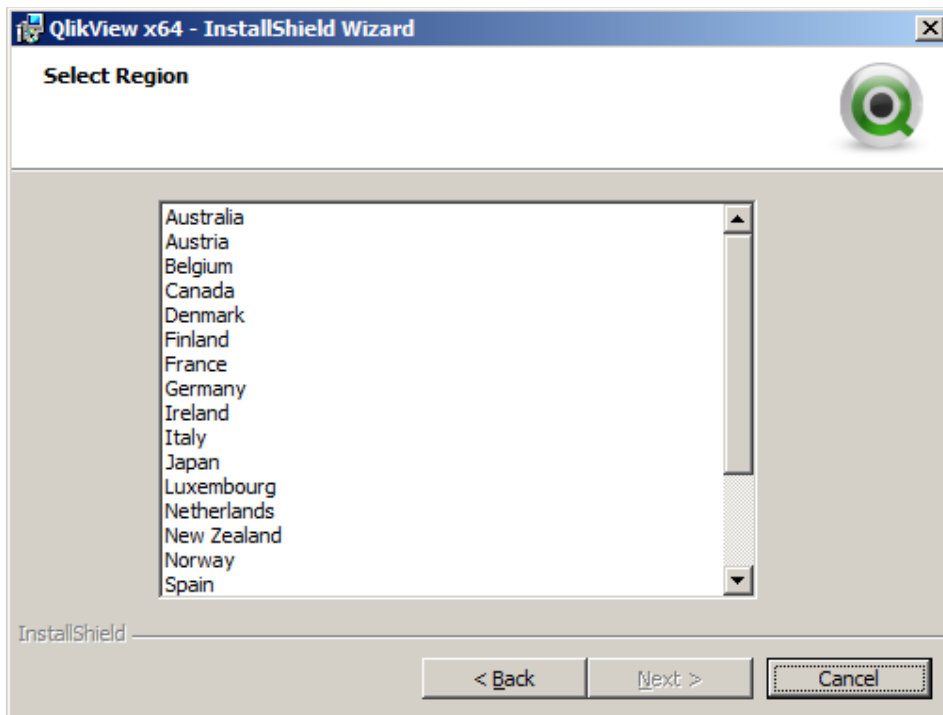 QlikView x64 - InstallShield Wizard
Select Region
Australia
Austria
Belgium
Canada
Denmark
Finland
France
Germany
Ireland
Italy
Japan
Luxembourg
Netherlands
New Zealand
Norway
Spain
InstallShield
< Back
Next >
Cancel